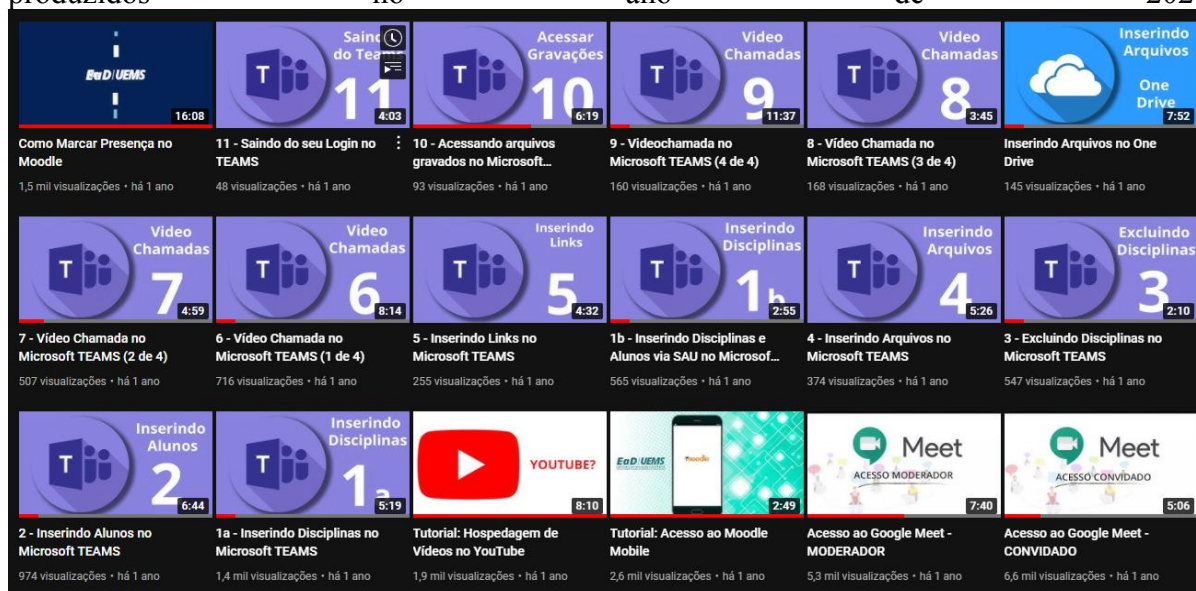 produzidos no ano de 202
EaD|UEMS
16:08
Saindo
do Teams
T
11
4:03
Acessar
Gravações
T
10
6:19
Video
Chamadas
T
9
11:37
Video
Chamadas
T
8
3:45
Inserindo
Arquivos
One
Drive
7:52
Como Marcar Presença no
Moodle
1,5 mil visualizações • há 1 ano
11 - Saindo do seu Login no
TEAMS
48 visualizações • há 1 ano
10 - Acessando arquivos
gravados no Microsoft...
93 visualizações • há 1 ano
9 - Videochamada no
Microsoft TEAMS (4 de 4)
160 visualizações • há 1 ano
8 - Vídeo Chamada no
Microsoft TEAMS (3 de 4)
168 visualizações • há 1 ano
Inserindo Arquivos no One
Drive
145 visualizações • há 1 ano
Video
Chamadas
T
7
4:59
Video
Chamadas
T
6
8:14
Inserindo
Links
T
5
4:32
Inserindo
Disciplinas
T
1b
2:55
Inserindo
Arquivos
T
4
5:26
Excluindo
Disciplinas
T
3
2:10
7 - Vídeo Chamada no
Microsoft TEAMS (2 de 4)
507 visualizações • há 1 ano
6 - Vídeo Chamada no
Microsoft TEAMS (1 de 4)
716 visualizações • há 1 ano
5 - Inserindo Links no
Microsoft TEAMS
255 visualizações • há 1 ano
1b - Inserindo Disciplinas e
Alunos via SAU no Microsof...
565 visualizações • há 1 ano
4 - Inserindo Arquivos no
Microsoft TEAMS
374 visualizações • há 1 ano
3 - Excluindo Disciplinas no
Microsoft TEAMS
547 visualizações • há 1 ano
Inserindo
Alunos
T
2
6:44
Inserindo
Disciplinas
T
1a
5:19
YOUTUBE?
8:10
EaD|UEMS
moodle
2:49
Meet
ACESSO MODERADOR
7:40
Meet
ACESSO CONVIDADO
5:06
2 - Inserindo Alunos no
Microsoft TEAMS
974 visualizações • há 1 ano
1a - Inserindo Disciplinas no
Microsoft TEAMS
1,4 mil visualizações • há 1 ano
Tutorial: Hospedagem de
Vídeos no YouTube
1,9 mil visualizações • há 1 ano
Tutorial: Acesso ao Moodle
Mobile
2,6 mil visualizações • há 1 ano
Acesso ao Google Meet -
MODERADOR
5,3 mil visualizações • há 1 ano
Acesso ao Google Meet -
CONVIDADO
6,6 mil visualizações • há 1 ano